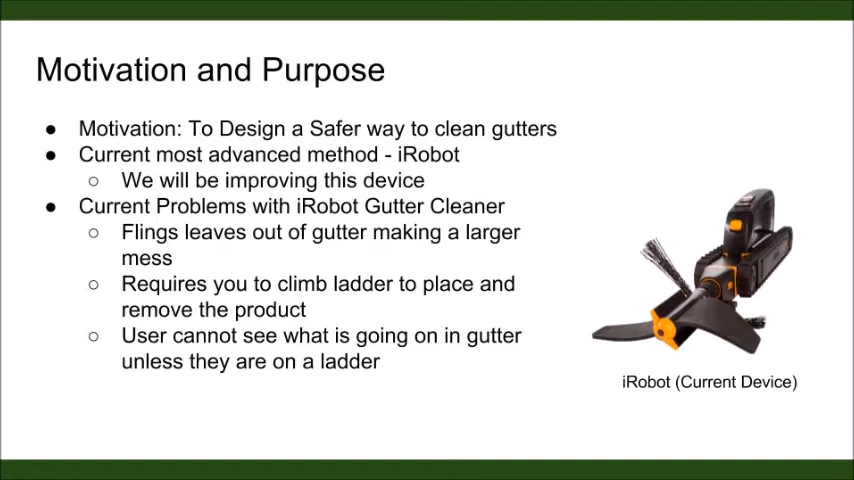 Motivation and Purpose
● Motivation: To Design a Safer way to clean gutters
● Current most advanced method - iRobot
○ We will be improving this device
● Current Problems with iRobot Gutter Cleaner
○ Flings leaves out of gutter making a larger
mess
○ Requires you to climb ladder to place and
remove the product
○ User cannot see what is going on in gutter
unless they are on a ladder
iRobot (Current Device)